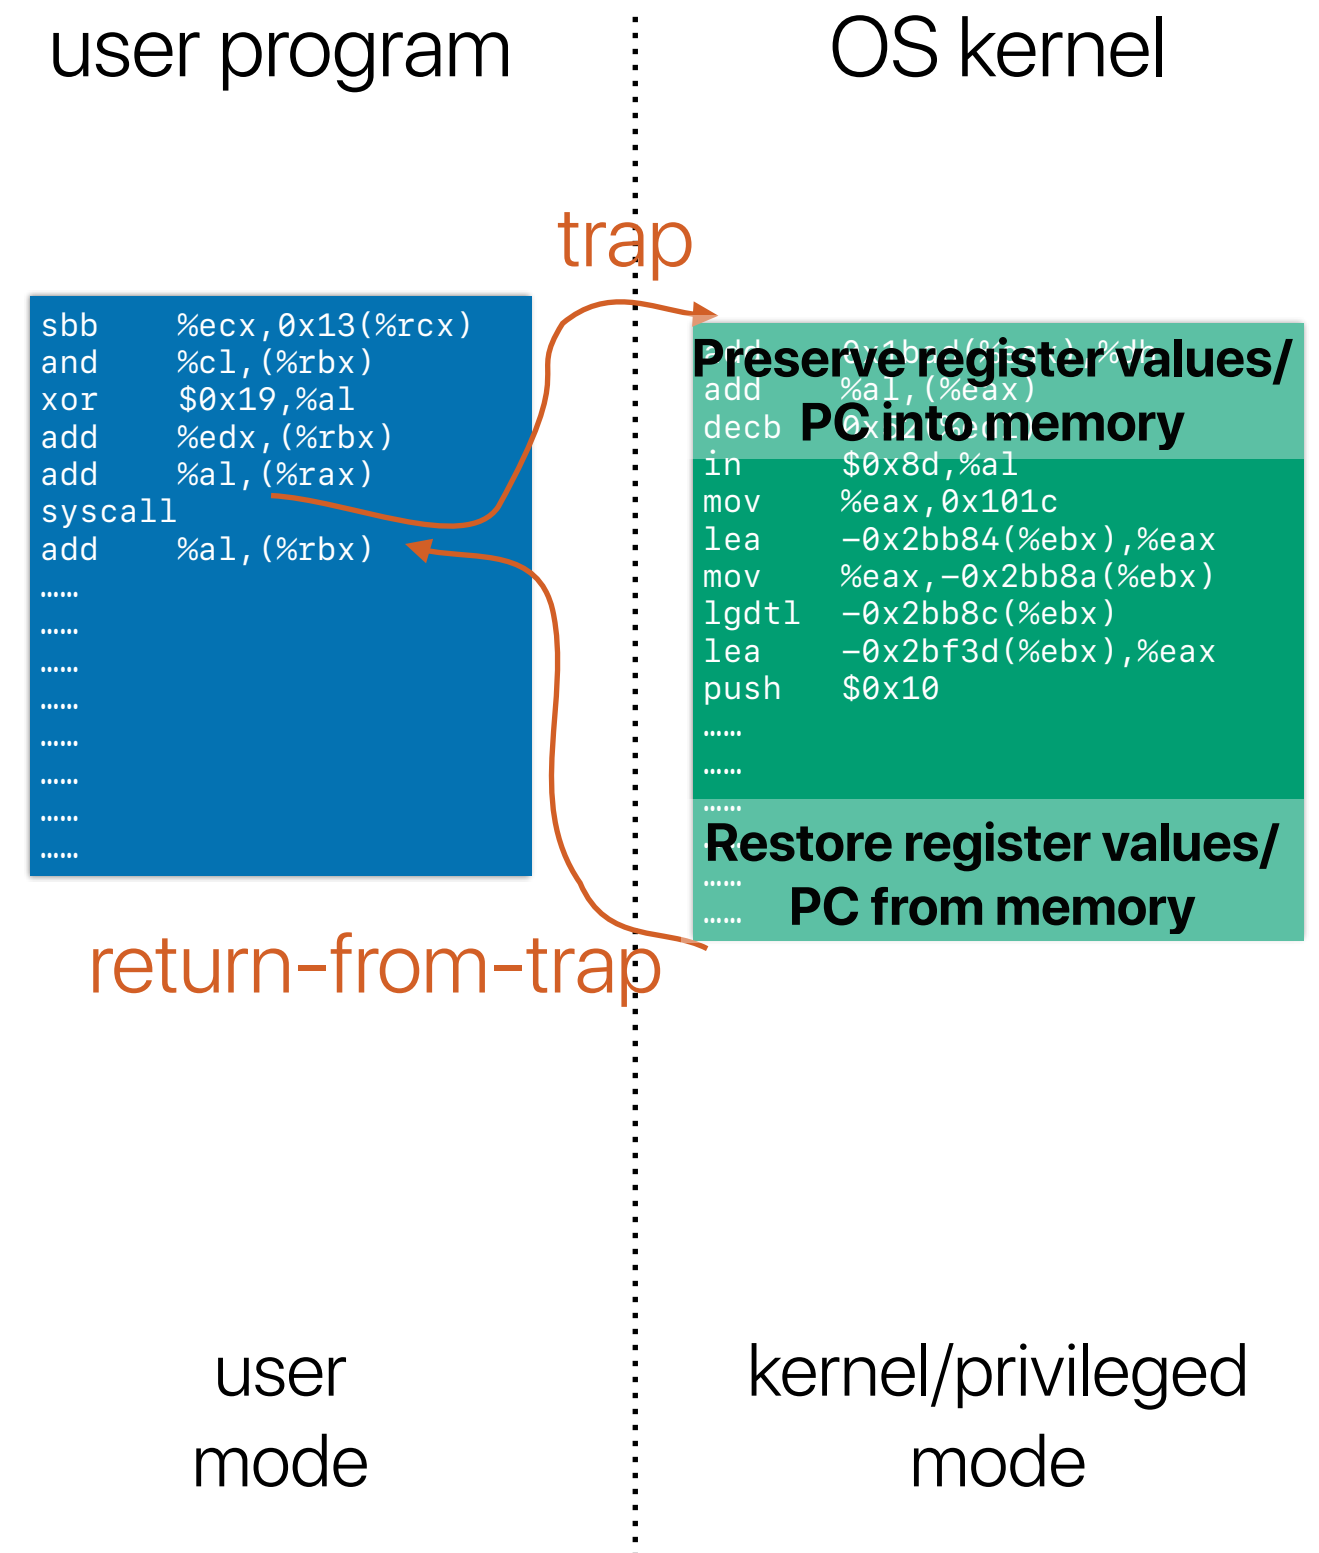 user program
OS kernel
trap
sbb %ecx,0x13(%rcx)
and %cl,(%rbx)
xor $0x19,%al
add %edx,(%rbx)
add %al,(%rax)
syscall
add %al,(%rbx)
……
……
……
……
……
……
……
……
Preserve register values/
PC into memory
add
add %al,(%eax)
decb
in $0x8d,%al
mov %eax,0x101c
lea -0x2bb84(%ebx),%eax
mov %eax,-0x2bb8a(%ebx)
lgdtl -0x2bb8c(%ebx)
lea -0x2bf3d(%ebx),%eax
push $0x10
……
……
……
Restore register values/
……
PC from memory
……
return-from-trap
user
mode
kernel/privileged
mode